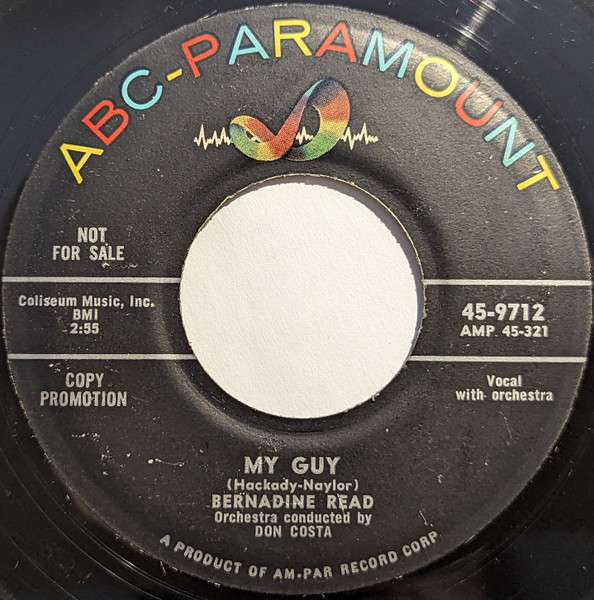 ABC-PARAMOUNT
NOT
FOR SALE
Coliseum Music, Inc.
BMI
2:55
45-9712
AMP 45-321
COPY
PROMOTION
Vocal
with orchestra
MY GUY
(Hackady-Naylor)
BERNADINE READ
Orchestra conducted by
DON COSTA
A PRODUCT OF AM-PAR RECORD CORP.